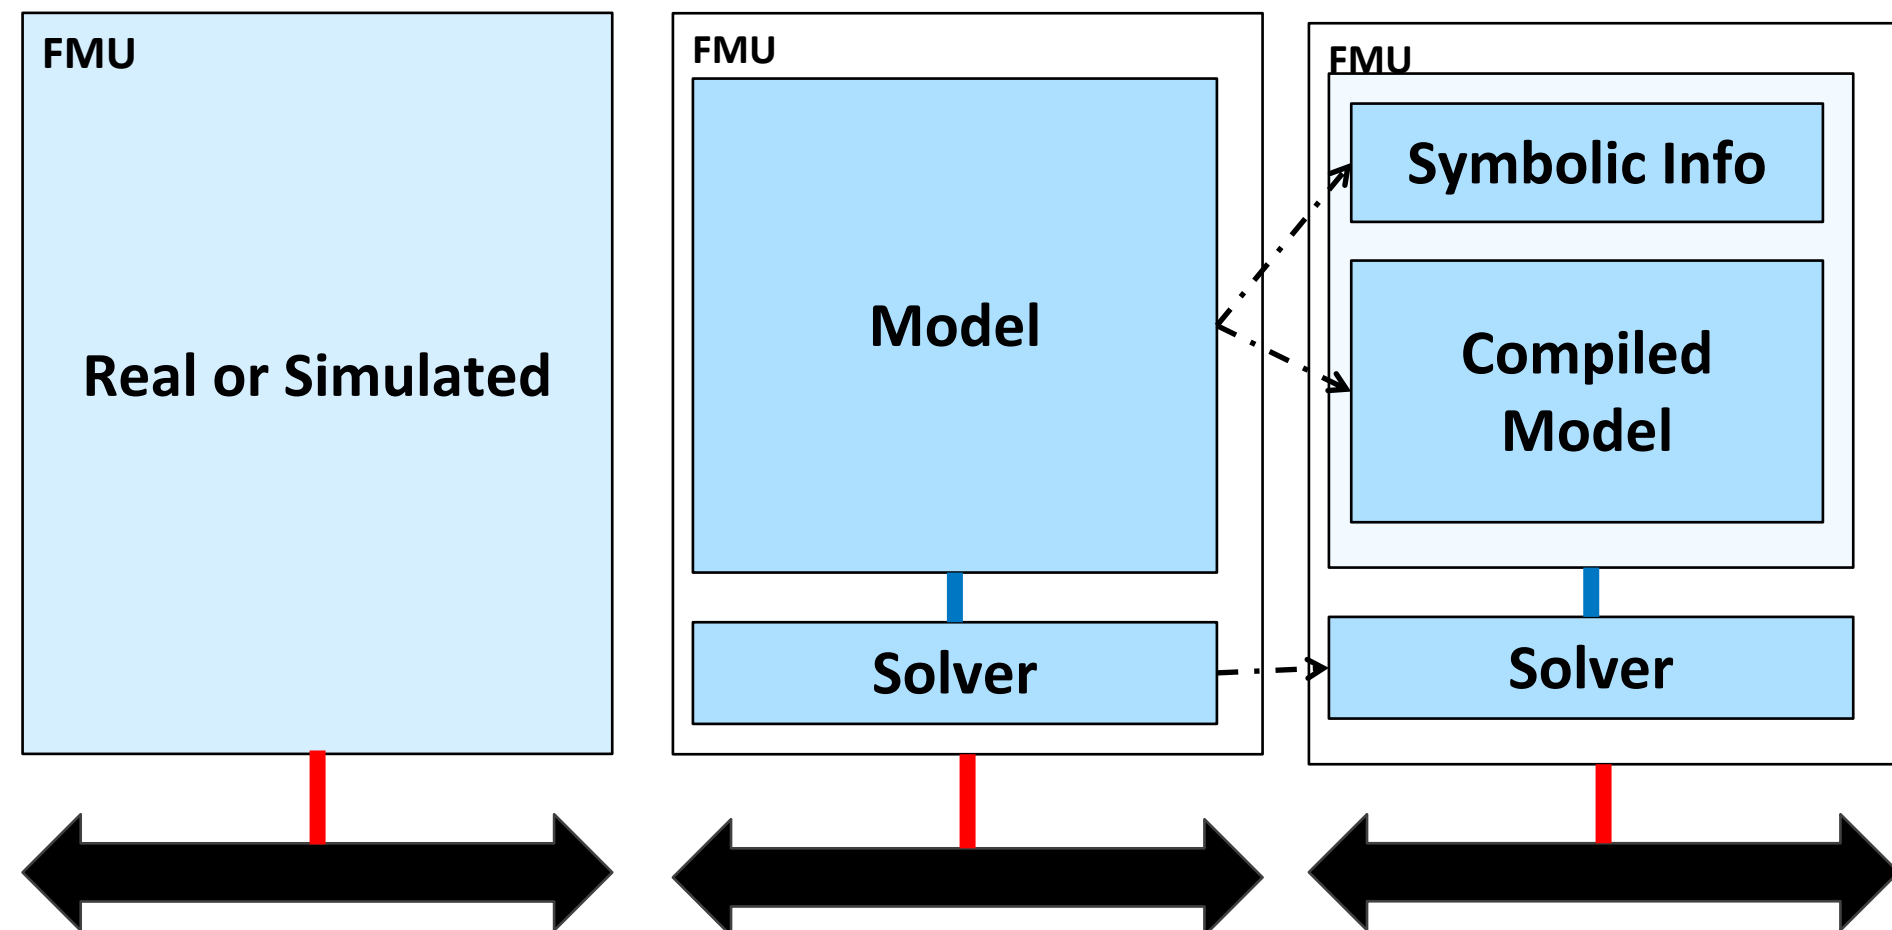 FMU
Real or Simulated
FMU
Model
Solver
FMU
Symbolic Info
Compiled
Model
Solver